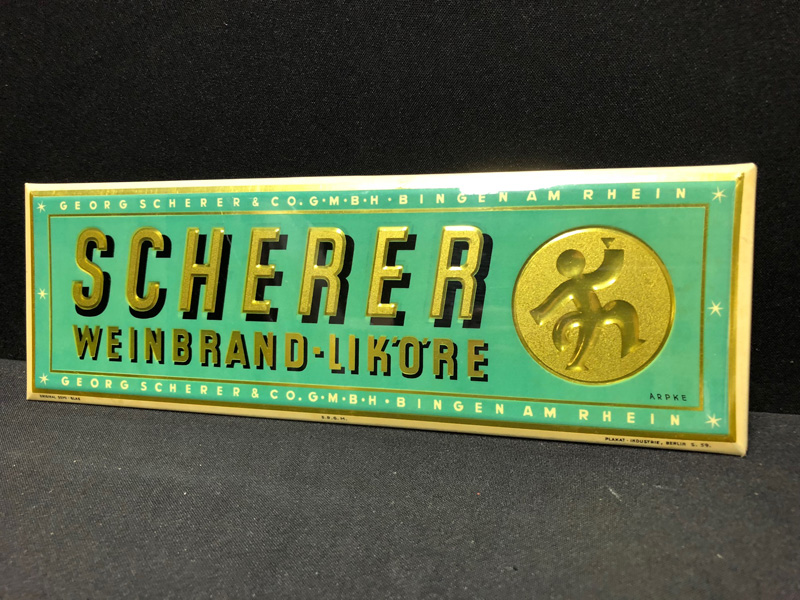 GEORG SCHERER & CO. G·M·B·H · BINGEN AM RHEIN
SCHERER
WEINBRAND-LIKÖRE
ARPKE
GEORG SCHERER & CO. G·M·B·H · BINGEN AM RHEIN
D.R.G.M.
PLAKAT-INDUSTRIE, BERLIN S. 59.